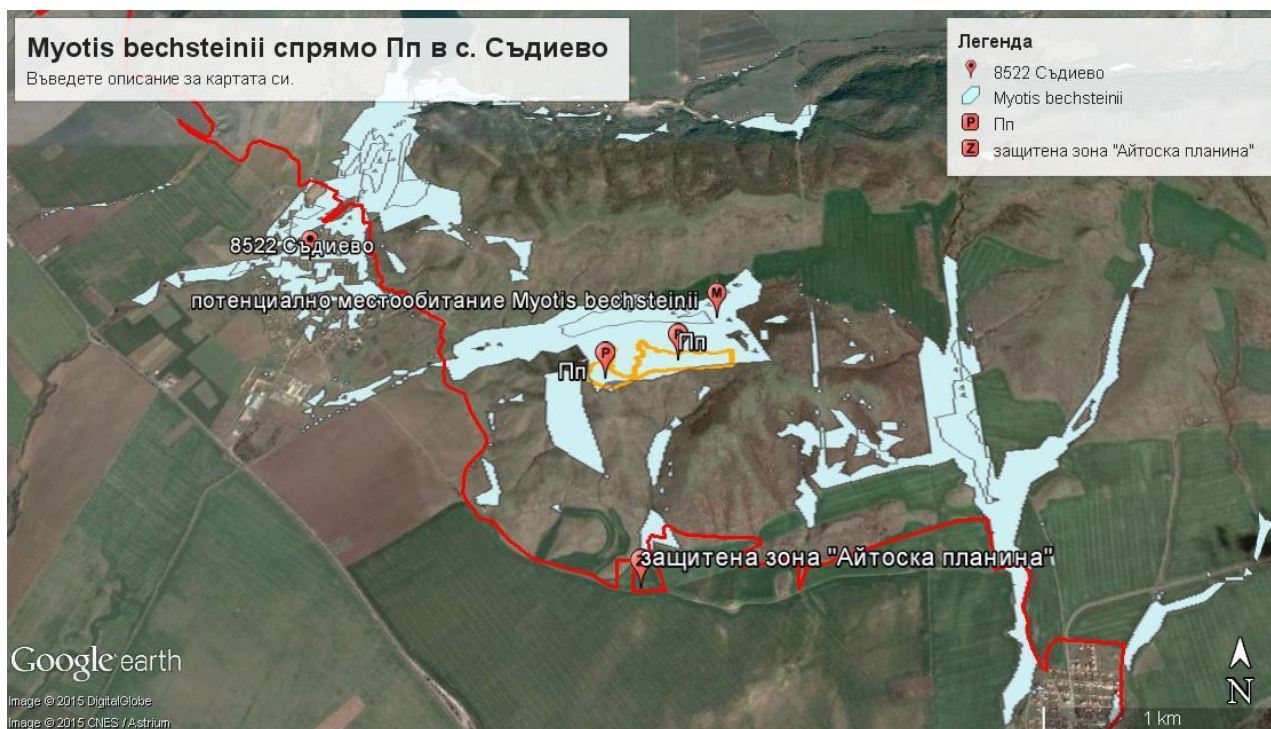 Myotis bechsteinii спрямо Пп в с. Съдиево
Въведете описание за картата си.
Легенда
8522 Съдиево
Myotis bechsteinii
P Пп
Z защитена зона "Айтоска планина"
8522 Съдиево
потенциално местообитание Myotis bechsteinii
M
Пп
P
Пп
защитена зона "Айтоска планина"
Google earth
Image © 2015 DigitalGlobe
Image © 2015 CNES / Astrium
N
1 km